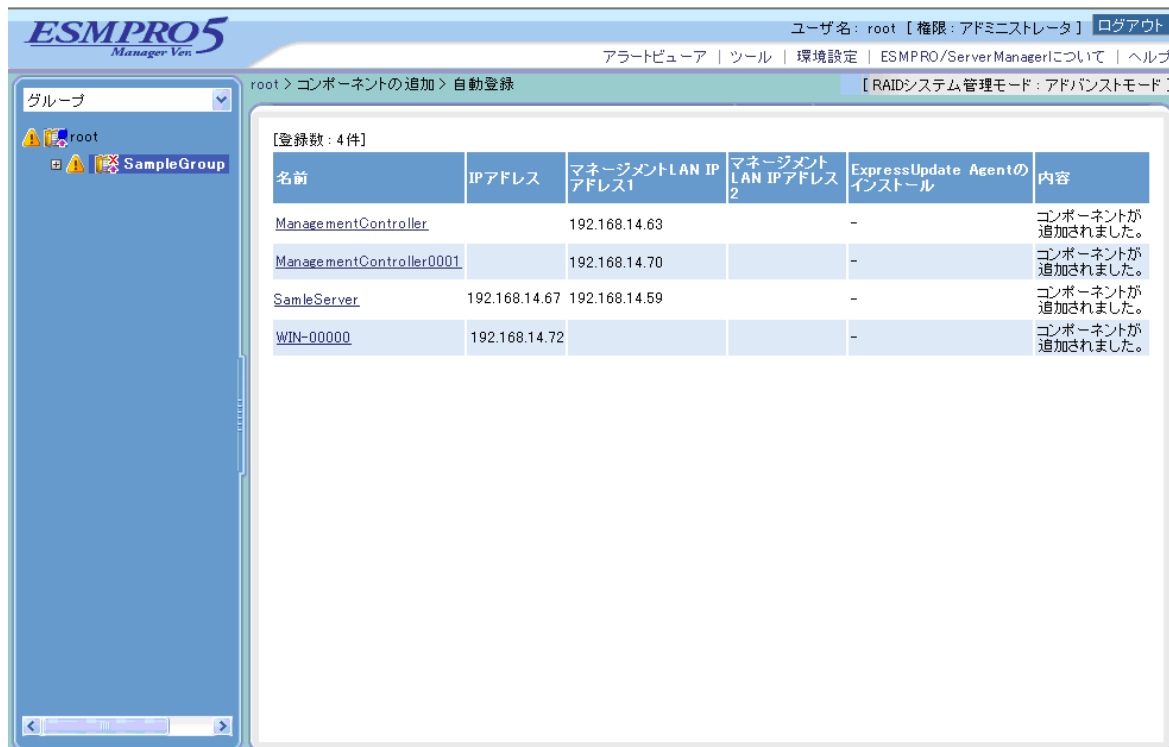 ESMPRO5
Manager Ver.
ユーザ名: root [ 権限 : アドミニストレータ ] ログアウト
アラートビューア | ツール | 環境設定 | ESMPRO/ServerManagerについて | ヘルプ
グループ
root > コンポーネントの追加 > 自動登録
[ RAIDシステム管理モード : アドバンストモード ]
root
SampleGroup
[登録数 : 4件]
名前 IPアドレス マネージメントLAN IPアドレス1 マネージメントLAN IPアドレス2 ExpressUpdate Agentのインストール 内容
ManagementController 192.168.14.63 - コンポーネントが追加されました。
ManagementController0001 192.168.14.70 - コンポーネントが追加されました。
SamleServer 192.168.14.67 192.168.14.59 - コンポーネントが追加されました。
WIN-00000 192.168.14.72 - コンポーネントが追加されました。